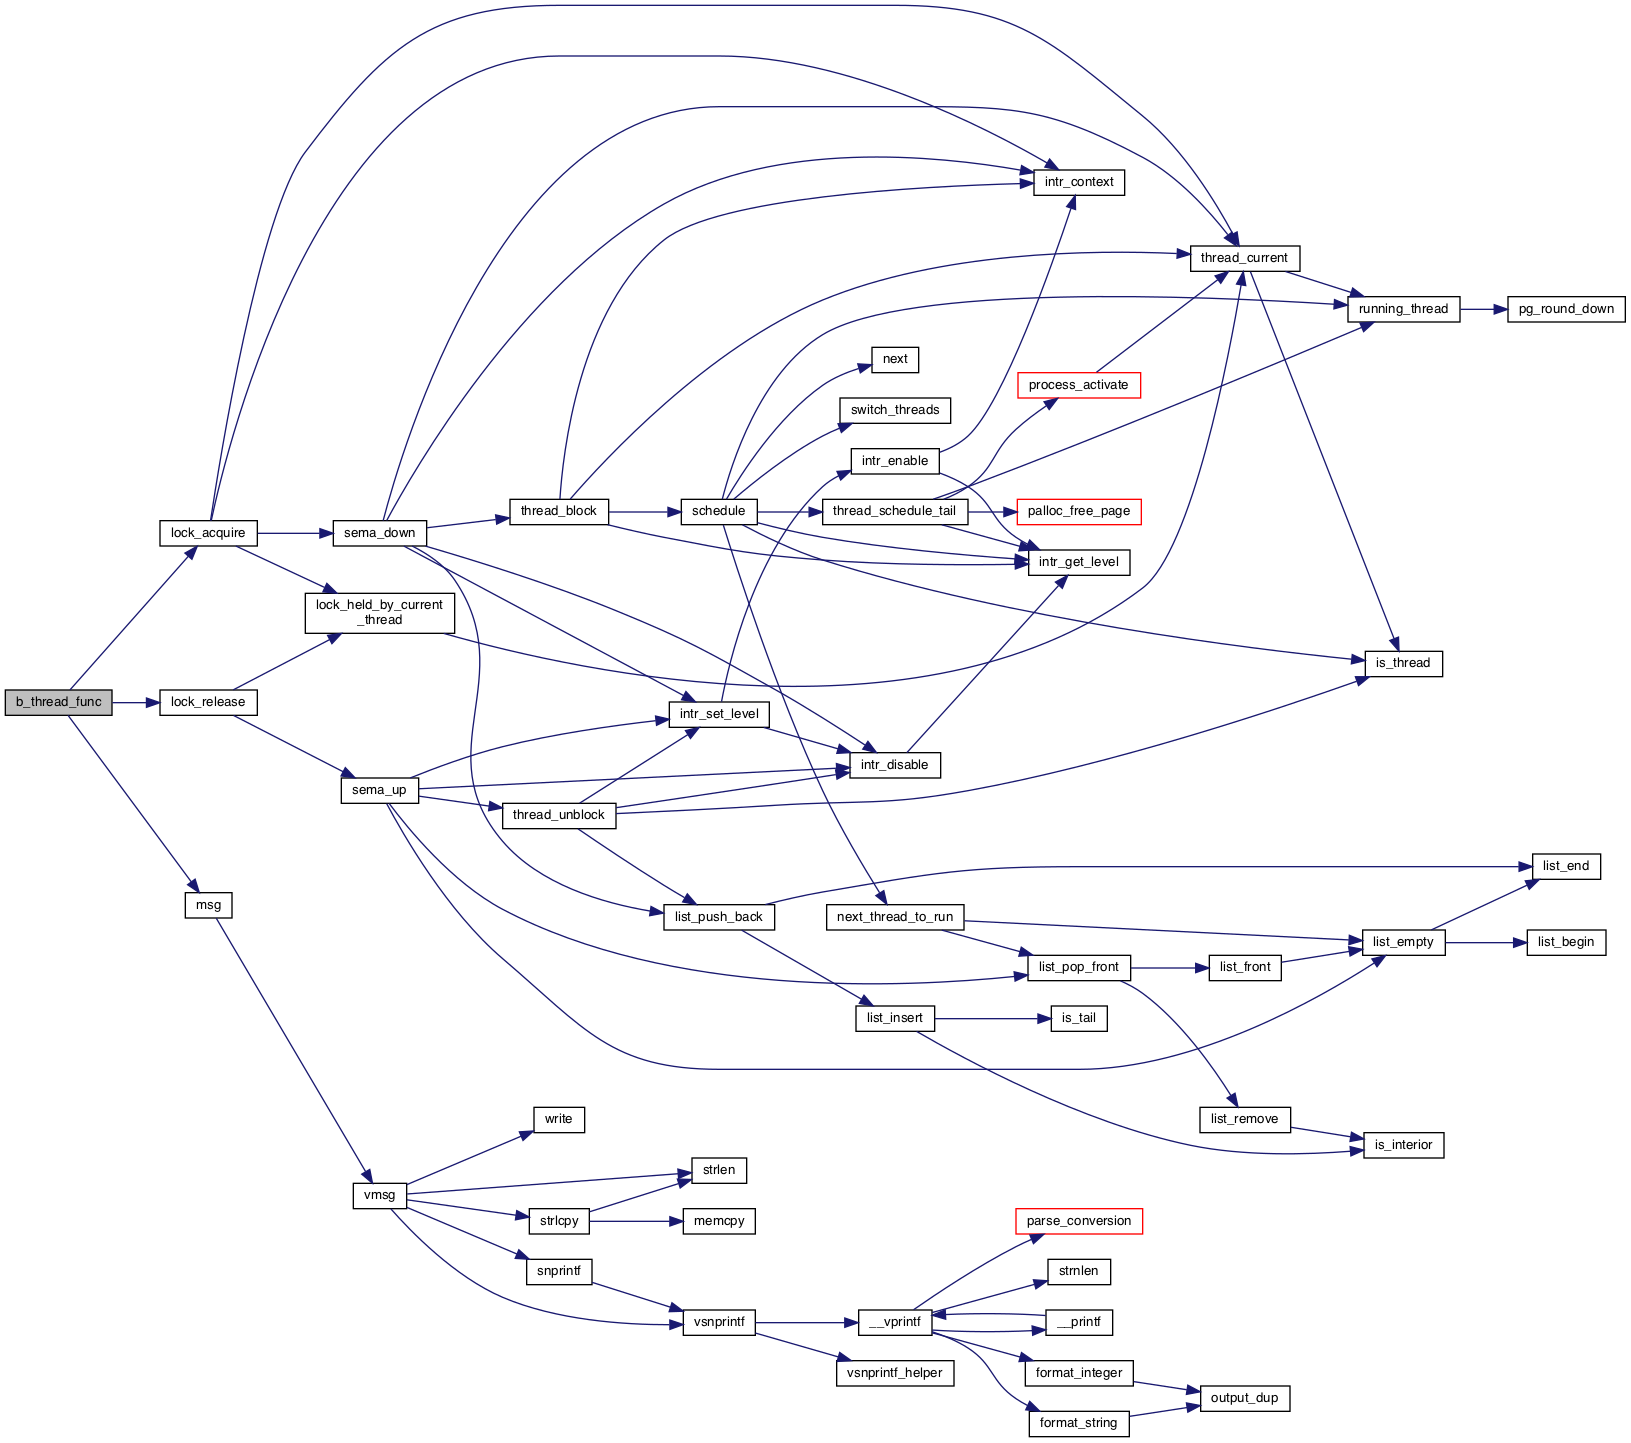 intr_context
thread_current
running_thread
pg_round_down
next
process_activate
switch_threads
intr_enable
thread_block
schedule
thread_schedule_tail
palloc_free_page
lock_acquire
sema_down
intr_get_level
lock_held_by_current
_thread
is_thread
b_thread_func
lock_release
intr_set_level
intr_disable
sema_up
thread_unblock
list_end
msg
list_push_back
next_thread_to_run
list_empty
list_begin
list_pop_front
list_front
list_insert
is_tail
write
list_remove
is_interior
strlen
vmsg
strlcpy
memcpy
parse_conversion
snprintf
strnlen
vsnprintf
__vprintf
__printf
vsnprintf_helper
format_integer
output_dup
format_string